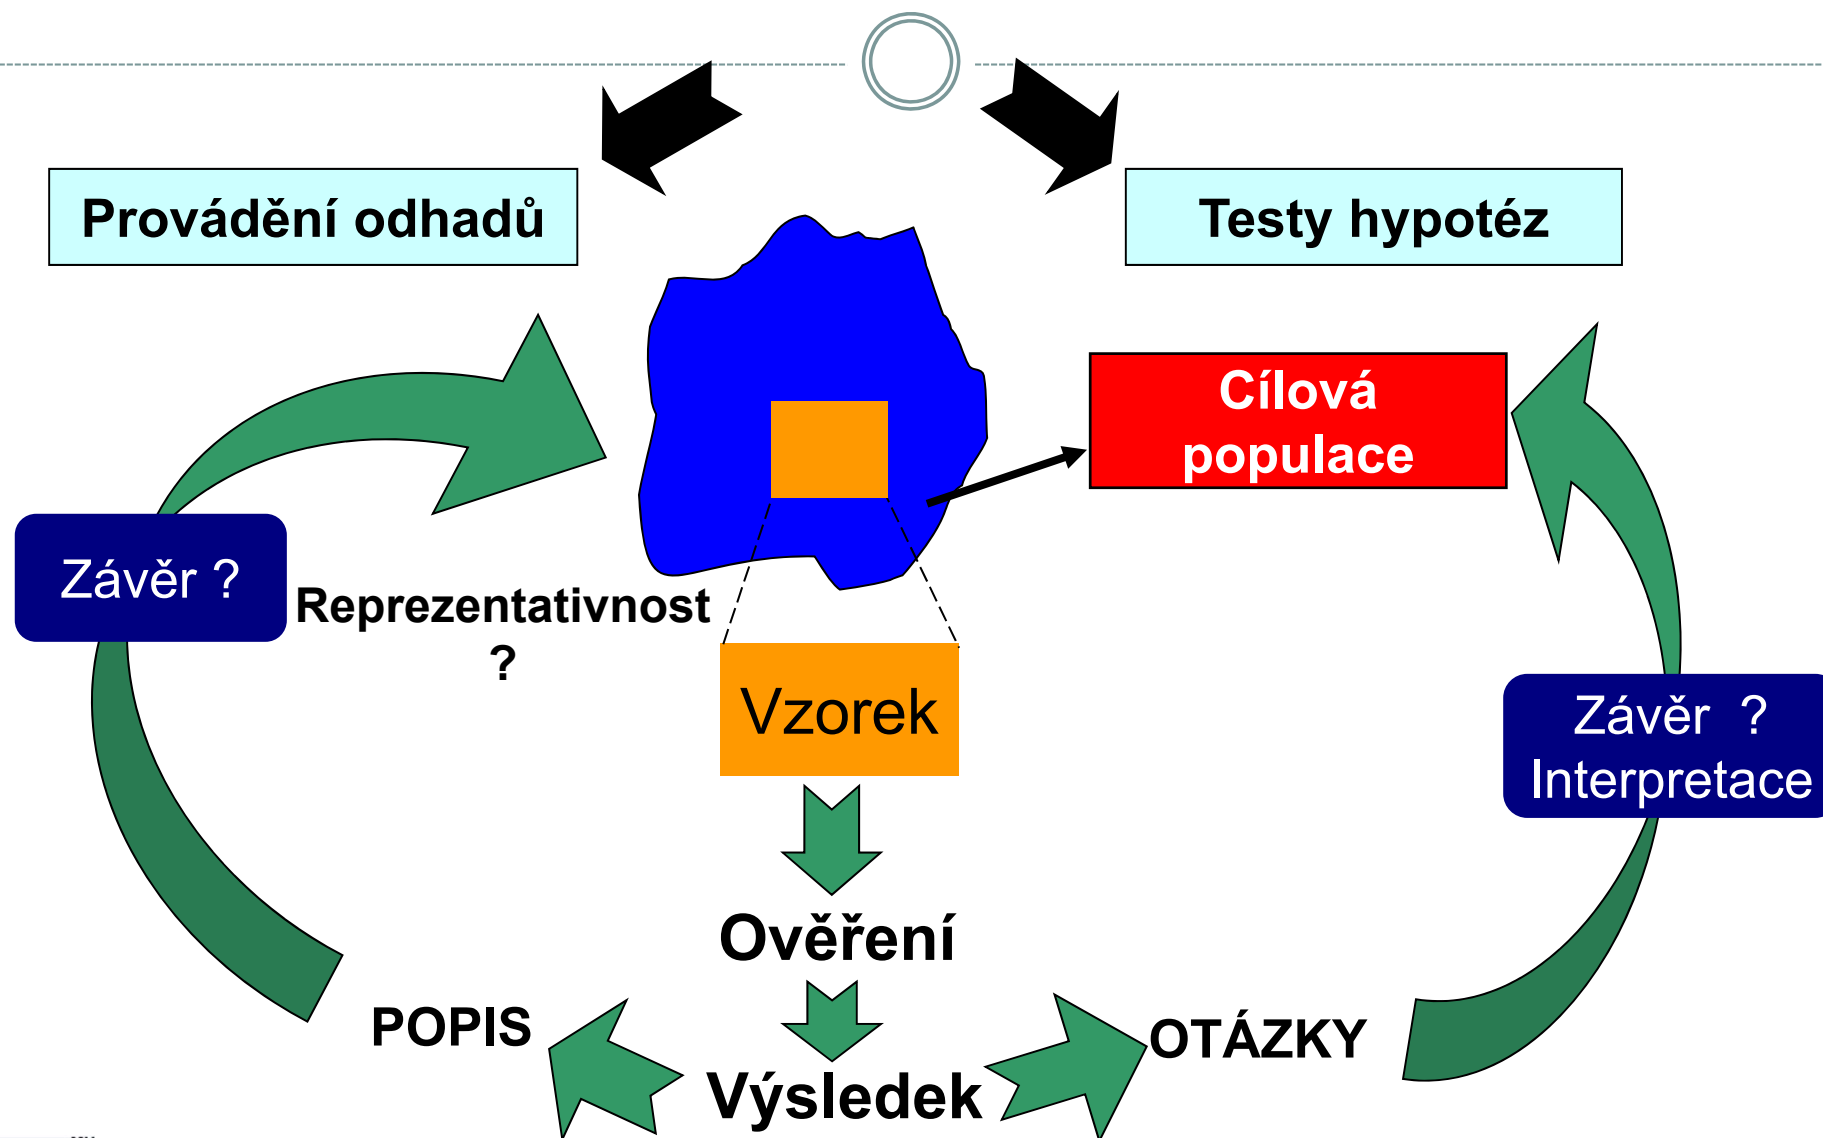 Provádění odhadů
Testy hypotéz
Cílová
populace
Závěr ?
Reprezentativnost
?
Vzorek
Závěr ?
Interpretace
Ověření
POPIS
OTÁZKY
Výsledek